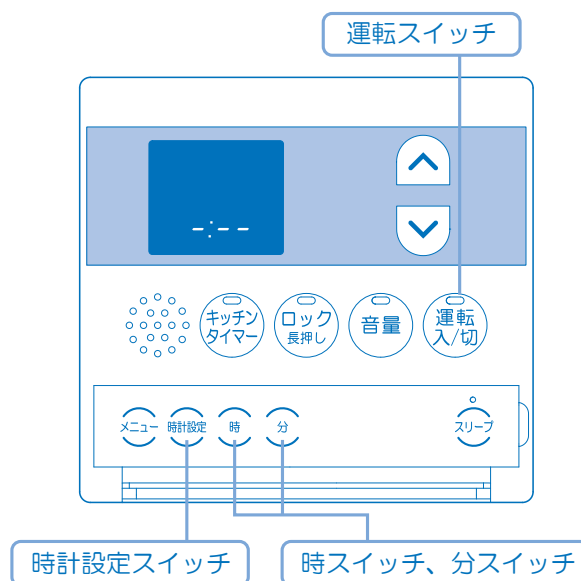 運転スイッチ
-:--
キッチン
タイマー
ロック
長押し
音量
運転
入/切
メニュー
時計設定
時
分
スリープ
時計設定スイッチ
時スイッチ、分スイッチ